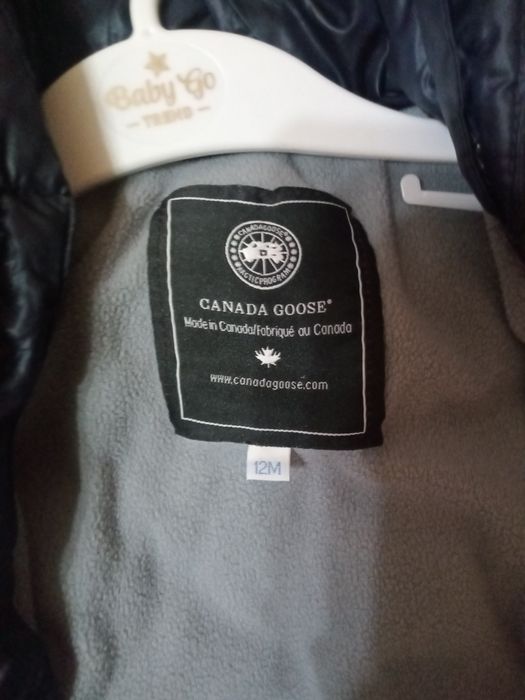 Baby Go
TREND
CANADA GOOSE
ARCTIC PROGRAM
CANADA GOOSE®
Made in Canada/Fabriqué au Canada
www.canadagoose.com
12M